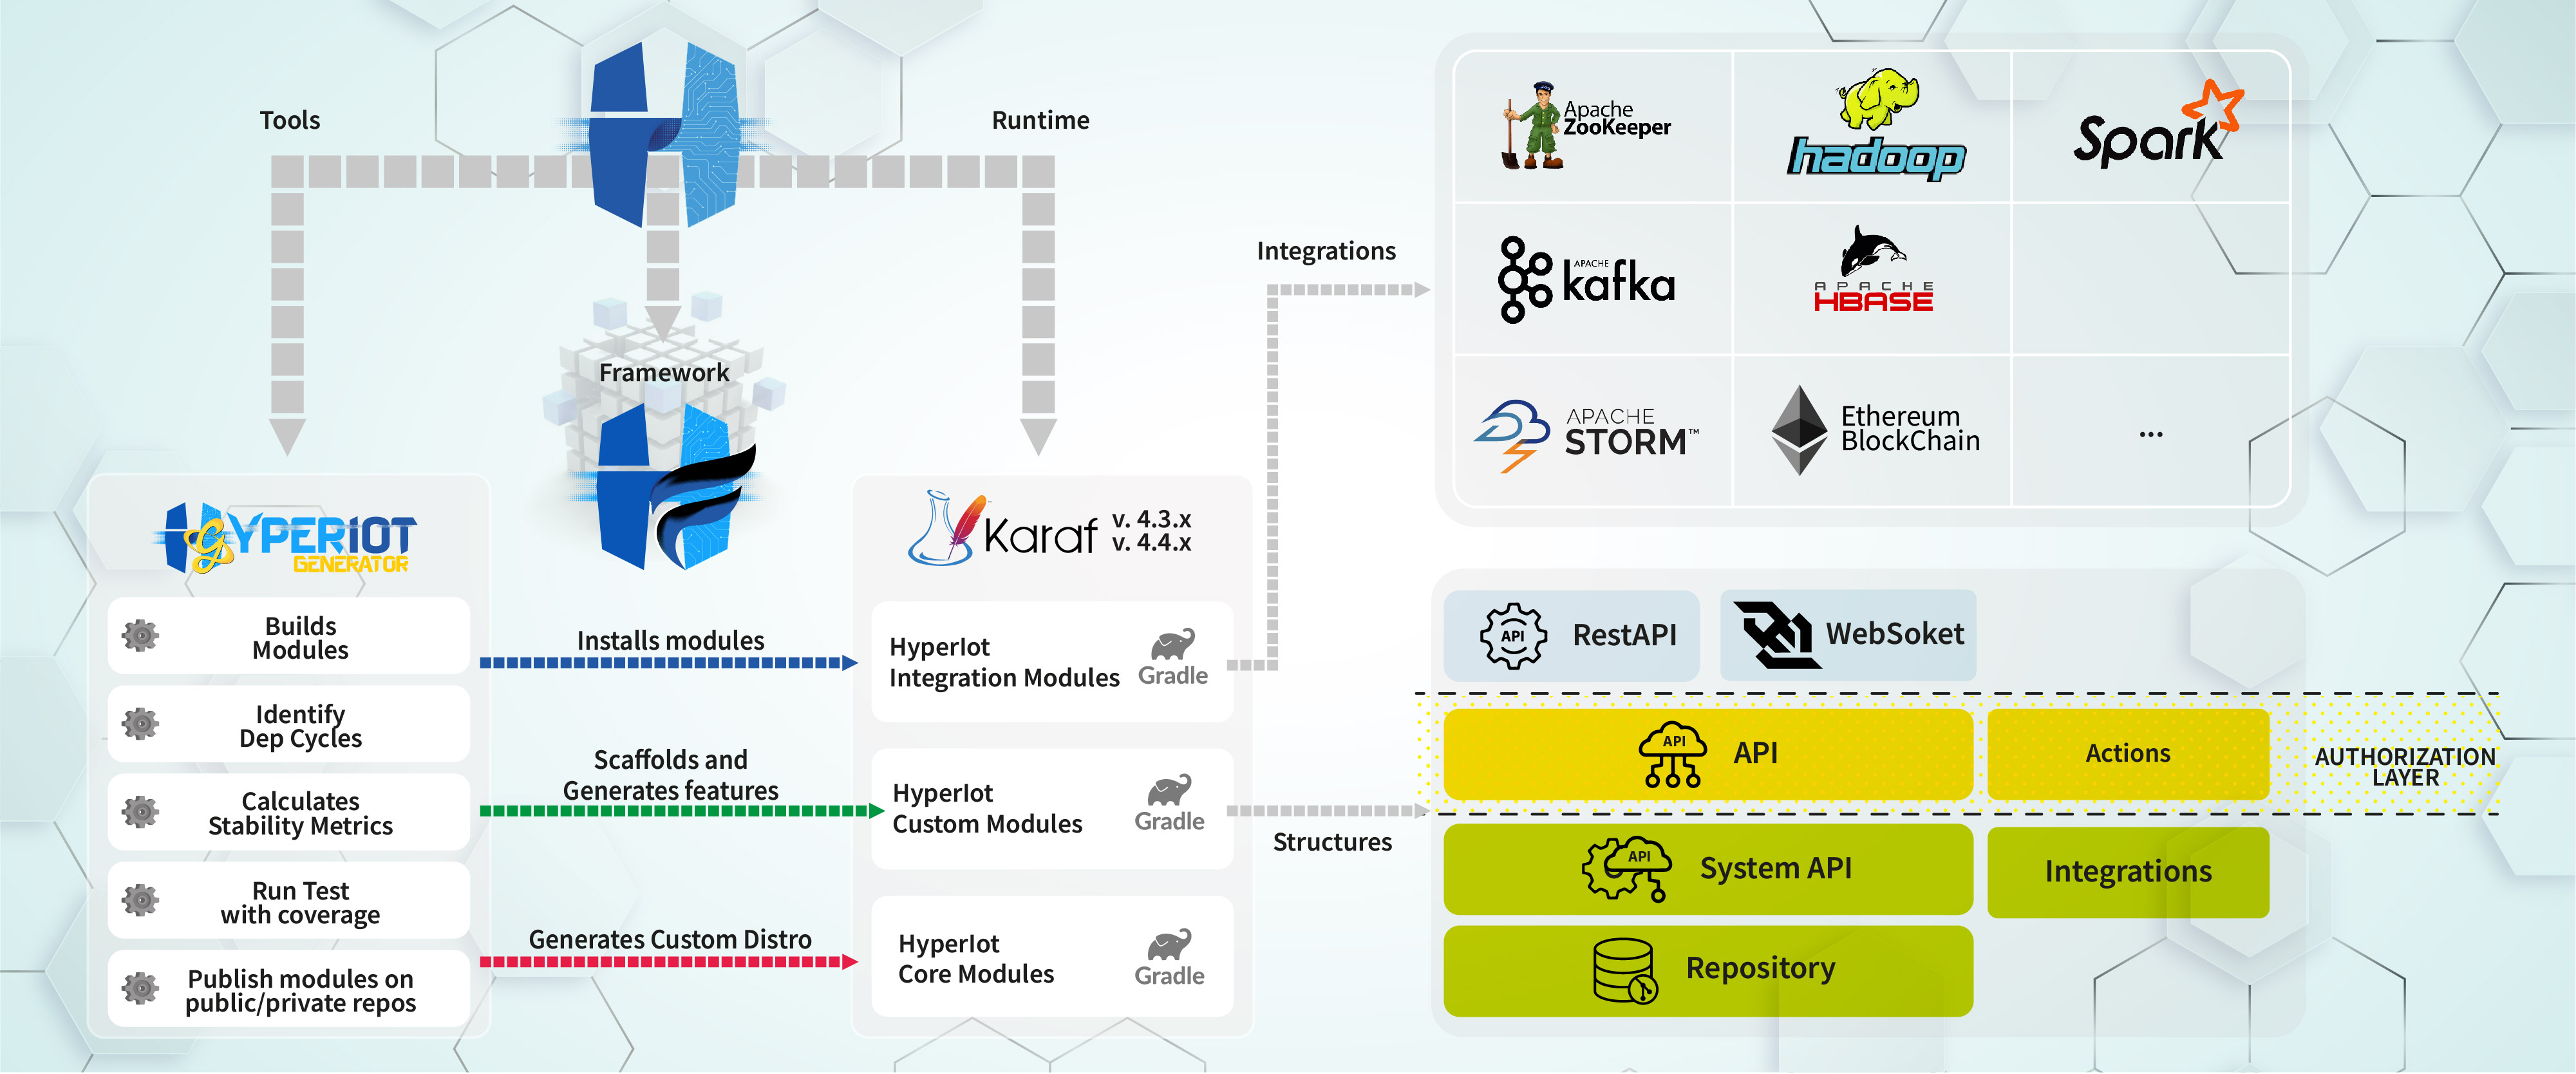 Tools
Runtime
Framework
HYPERIOT
GENERATOR
Builds
Modules
Identify
Dep Cycles
Calculates
Stability Metrics
Run Test
with coverage
Publish modules on
public/private repos
Installs modules
Scaffolds and
Generates features
Generates Custom Distro
Karaf
v. 4.3.x
v. 4.4.x
HyperIot
Integration Modules
Gradle
HyperIot
Custom Modules
Gradle
HyperIot
Core Modules
Gradle
Integrations
Structures
Apache
ZooKeeper
hadoop
Spark
APACHE
kafka
APACHE
HBASE
APACHE
STORM™
Ethereum
BlockChain
...
API
RestAPI
WebSoket
API
API
Actions
AUTHORIZATION
LAYER
API
System API
Integrations
Repository